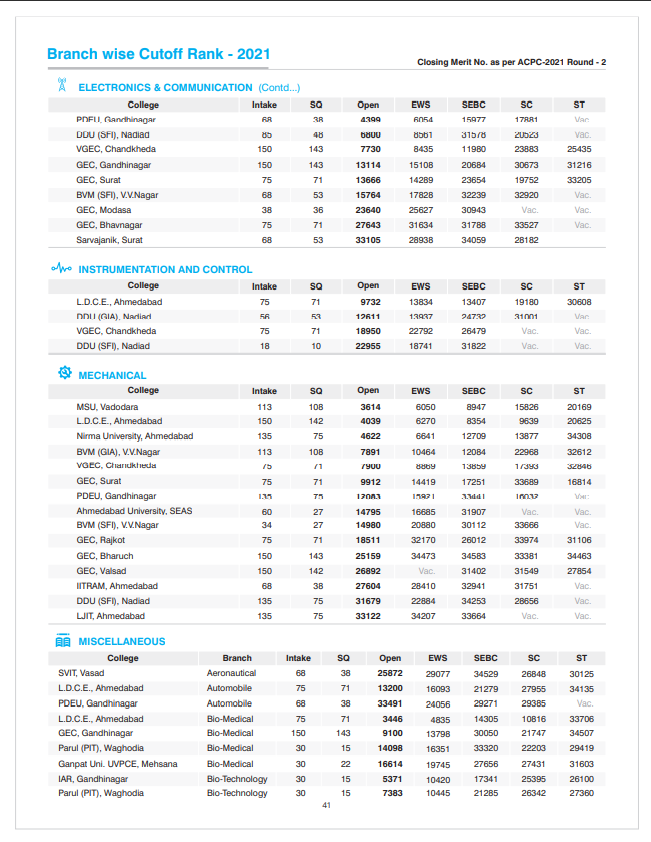 Branch wise Cutoff Rank - 2021
Closing Merit No. as per ACPC-2021 Round - 2
ELECTRONICS & COMMUNICATION (Contd...)
College Intake SQ Open EWS SEBC SC ST
PDEU, Gandhinagar 68 38 4399 6054 15977 17881 Vac.
DDU (SFI), Nadiad 85 48 6800 8561 31578 20523 Vac.
VGEC, Chandkheda 150 143 7730 8435 11980 23883 25435
GEC, Gandhinagar 150 143 13114 15108 20684 30673 31216
GEC, Surat 75 71 13666 14289 23654 19752 33205
BVM (SFI), V.V.Nagar 68 53 15764 17828 32239 32920 Vac.
GEC, Modasa 38 36 23640 25627 30943 Vac. Vac.
GEC, Bhavnagar 75 71 27643 31634 31788 33527 Vac.
Sarvajanik, Surat 68 53 33105 28938 34059 28182
INSTRUMENTATION AND CONTROL
College Intake SQ Open EWS SEBC SC ST
L.D.C.E., Ahmedabad 75 71 9732 13834 13407 19180 30608
DDU (GIA), Nadiad 56 53 12611 13937 24732 31001 Vac.
VGEC, Chandkheda 75 71 18950 22792 26479 Vac. Vac.
DDU (SFI), Nadiad 18 10 22955 18741 31822 Vac. Vac.
MECHANICAL
College Intake SQ Open EWS SEBC SC ST
MSU, Vadodara 113 108 3614 6050 8947 15826 20169
L.D.C.E., Ahmedabad 150 142 4039 6270 8354 9639 20625
Nirma University, Ahmedabad 135 75 4622 6641 12709 13877 34308
BVM (GIA), V.V.Nagar 113 108 7891 10464 12084 22968 32612
VGEC, Chandkheda 75 71 7900 8869 13859 17393 32846
GEC, Surat 75 71 9912 14419 17251 33689 16814
PDEU, Gandhinagar 135 75 12083 15921 33441 16032 Vac.
Ahmedabad University, SEAS 60 27 14795 16685 31907 Vac. Vac.
BVM (SFI), V.V.Nagar 34 27 14980 20880 30112 33666 Vac.
GEC, Rajkot 75 71 18511 32170 26012 33974 31106
GEC, Bharuch 150 143 25159 34473 34583 33381 34463
GEC, Valsad 150 142 26892 Vac. 31402 31549 27854
IITRAM, Ahmedabad 68 38 27604 28410 32941 31751 Vac.
DDU (SFI), Nadiad 135 75 31679 22884 34253 28656 Vac.
LJIT, Ahmedabad 135 75 33122 34207 33664 Vac. Vac.
MISCELLANEOUS
College Branch Intake SQ Open EWS SEBC SC ST
SVIT, Vasad Aeronautical 68 38 25872 29077 34529 26848 30125
L.D.C.E., Ahmedabad Automobile 75 71 13200 16093 21279 27955 34135
PDEU, Gandhinagar Automobile 68 38 33491 24056 29271 29385 Vac.
L.D.C.E., Ahmedabad Bio-Medical 75 71 3446 4835 14305 10816 33706
GEC, Gandhinagar Bio-Medical 150 143 9100 13798 30050 21747 34507
Parul (PIT), Waghodia Bio-Medical 30 15 14098 16351 33320 22203 29419
Ganpat Uni. UVPCE, Mehsana Bio-Medical 30 22 16614 19745 27656 27431 31603
IAR, Gandhinagar Bio-Technology 30 15 5371 10420 17341 25395 26100
Parul (PIT), Waghodia Bio-Technology 30 15 7383 10445 21285 26342 27360
41